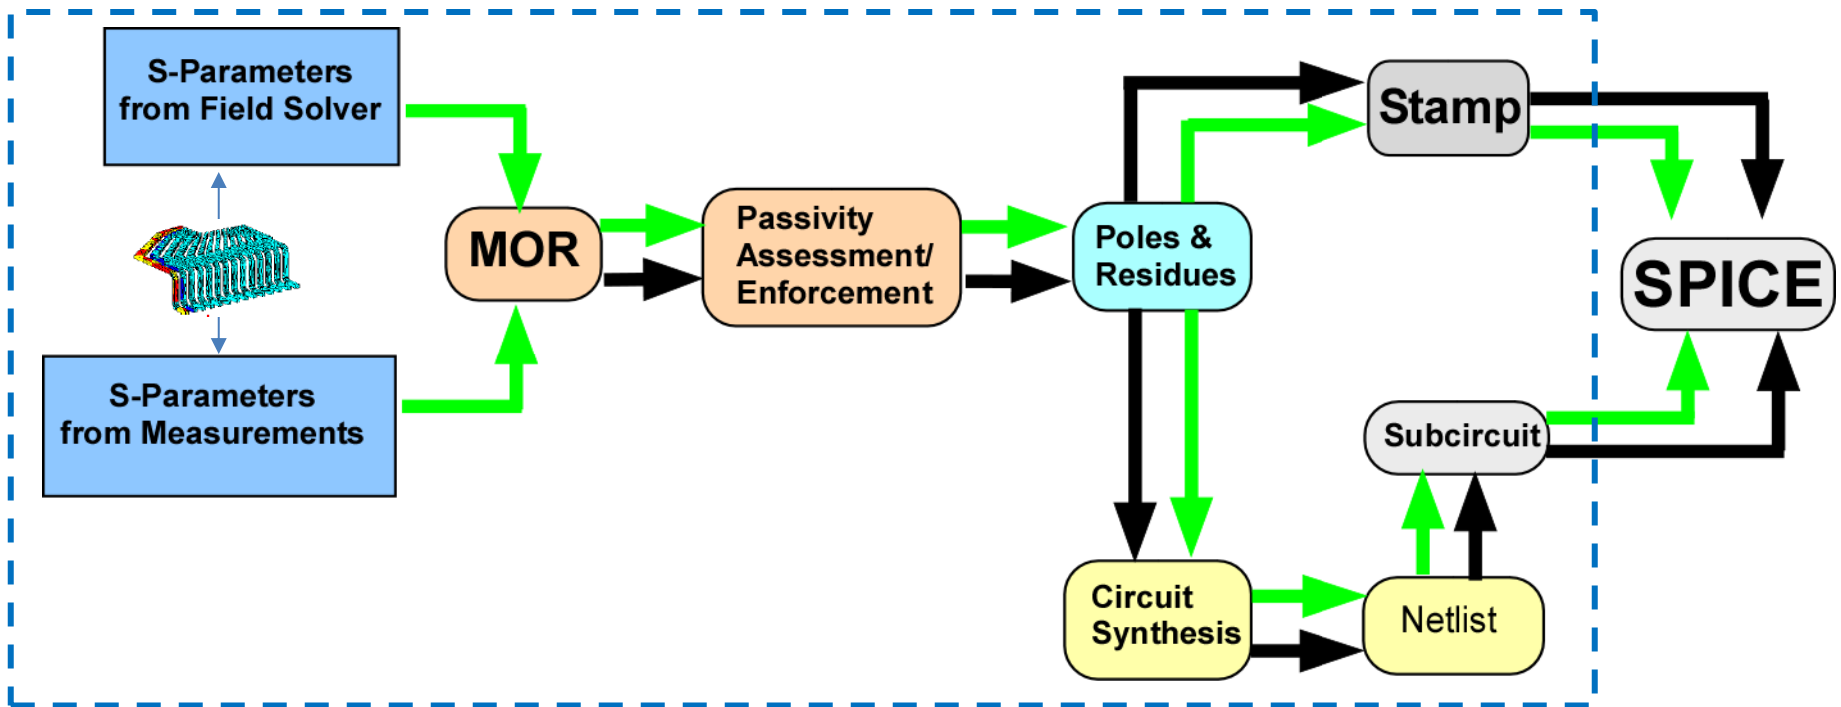 S-Parameters
from Field Solver
S-Parameters
from Measurements
MOR
Passivity
Assessment/
Enforcement
Poles &
Residues
Stamp
SPICE
Subcircuit
Circuit
Synthesis
Netlist